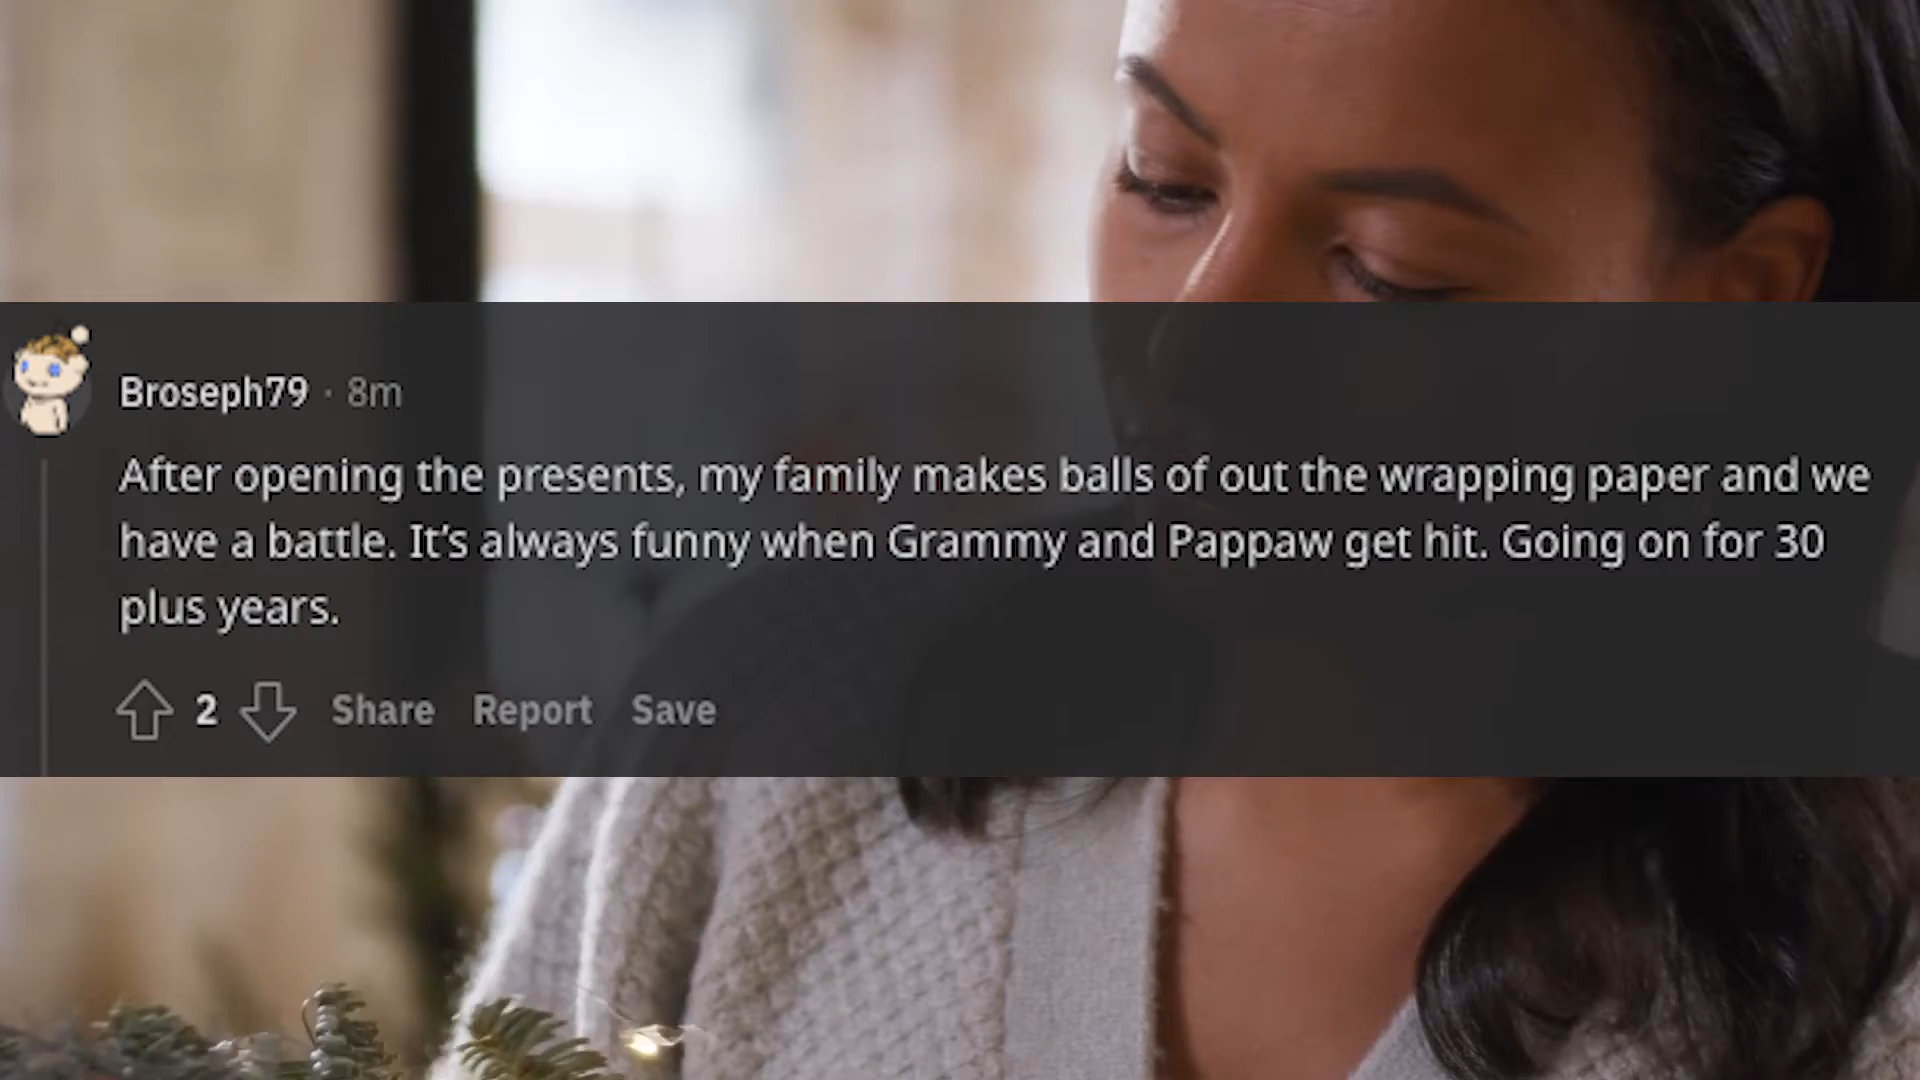 Broseph79 · 8m
After opening the presents, my family makes balls of out the wrapping paper and we
have a battle. It’s always funny when Grammy and Pappaw get hit. Going on for 30
plus years.
2 Share Report Save